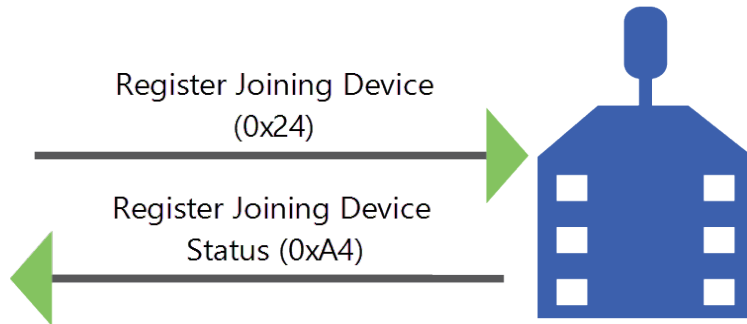 Register Joining Device
(0x24)
Register Joining Device
Status (0xA4)